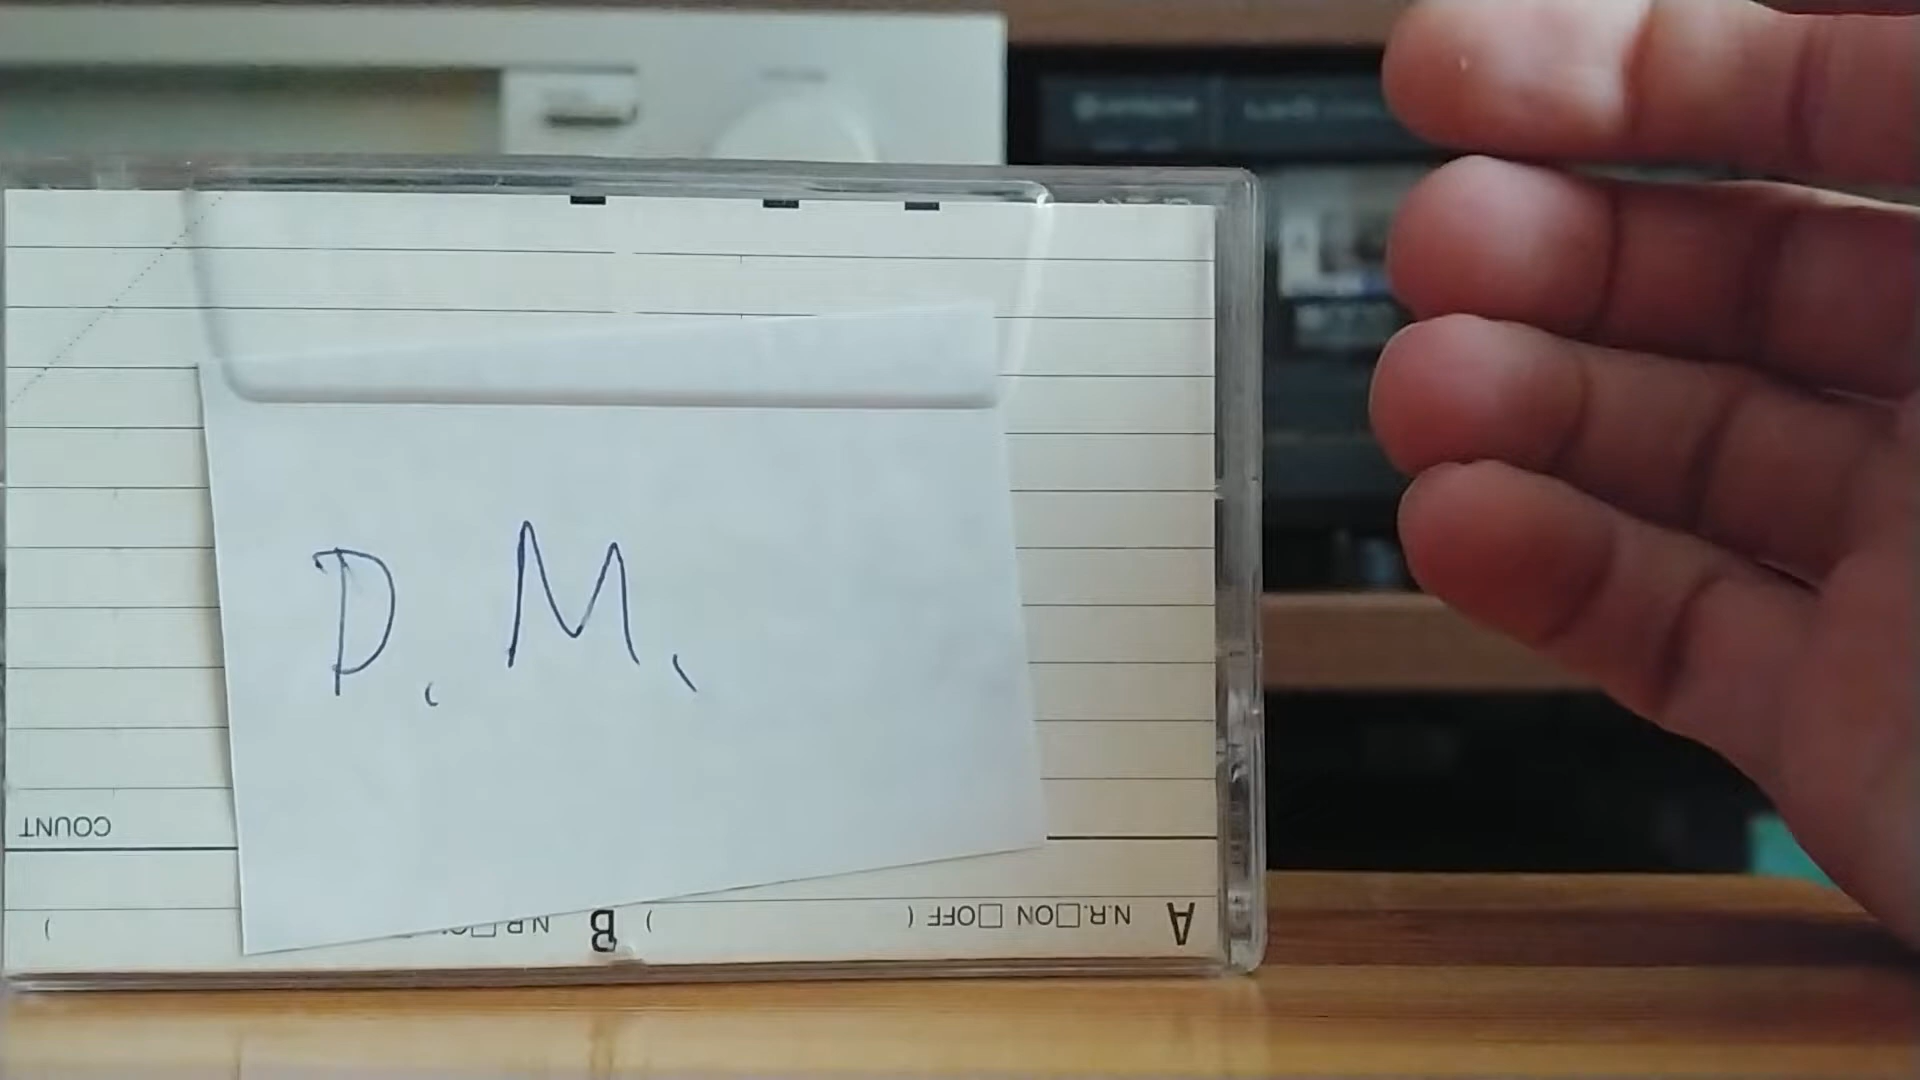 D. M.
COUNT
) B N.R.
) A N.R.□ON □OFF (